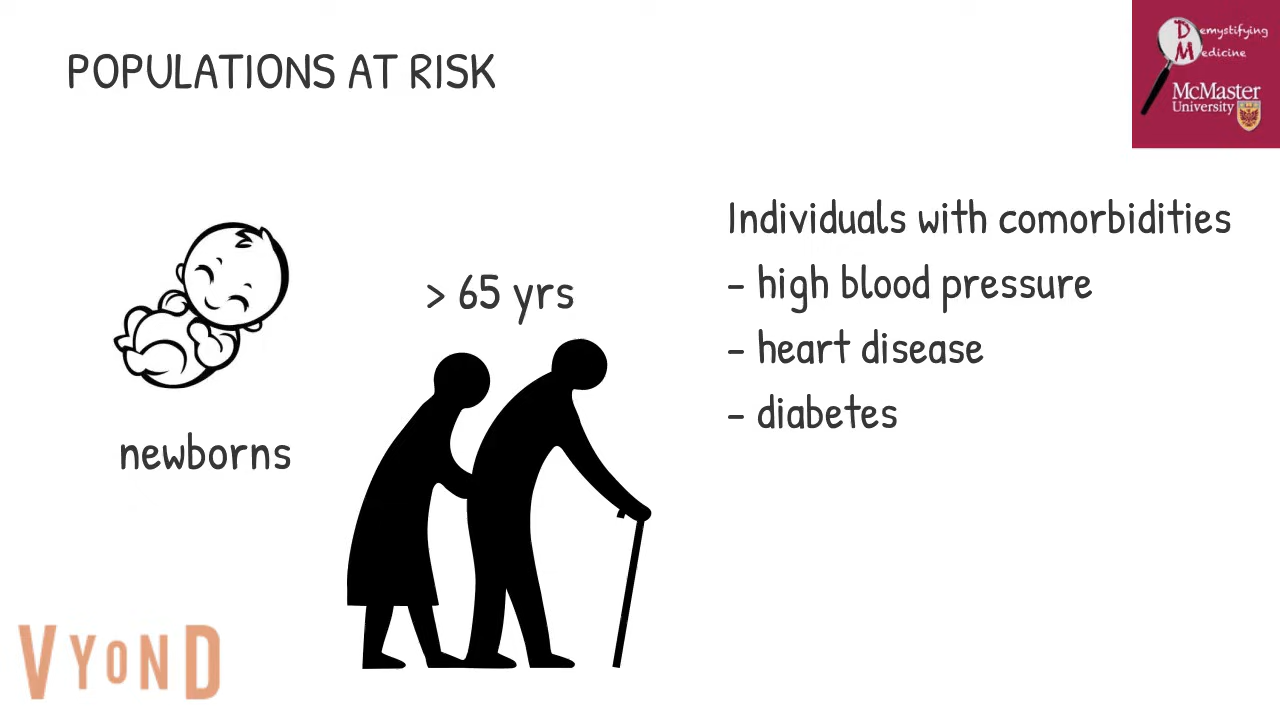 POPULATIONS AT RISK
Demystifying
Medicine
McMaster
University
newborns
> 65 yrs
Individuals with comorbidities
- high blood pressure
- heart disease
- diabetes
VYOND